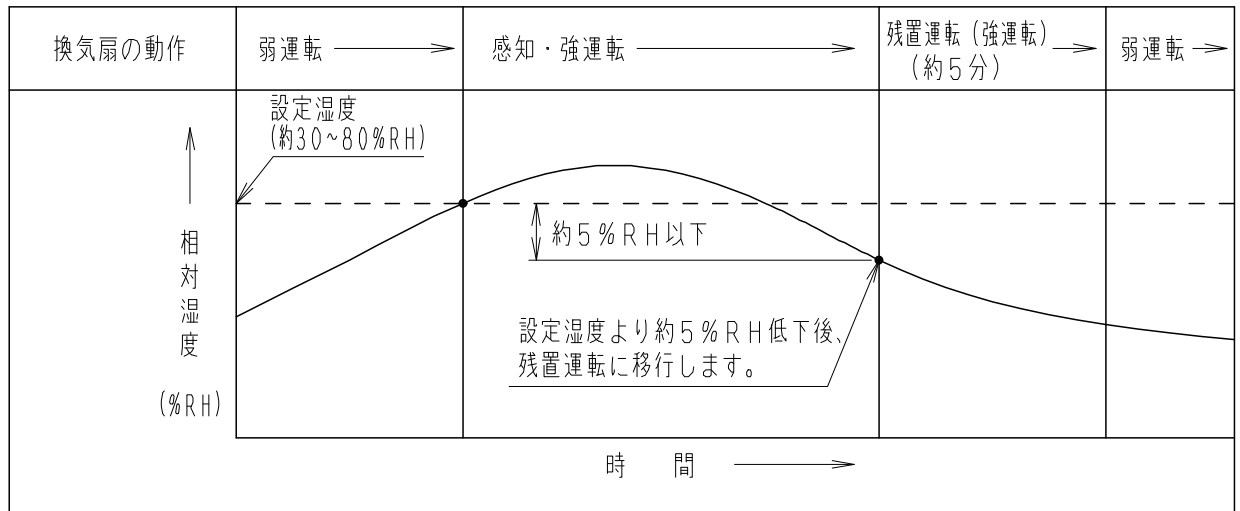 換気扇の動作
弱運転
感知・強運転
残置運転（強運転）
（約５分）
弱運転
設定湿度
(約30~80%RH)
相対湿度
(%RH)
約５%RH以下
設定湿度より約５%RH低下後、
残置運転に移行します。
時　間